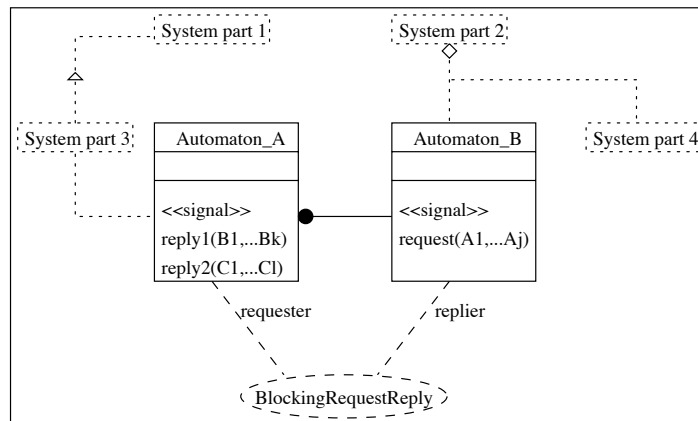 System part 1
System part 2
System part 3
Automaton_A
Automaton_B
System part 4
<<signal>>
reply1(B1,...Bk)
reply2(C1,...Cl)
<<signal>>
request(A1,...Aj)
requester
replier
BlockingRequestReply